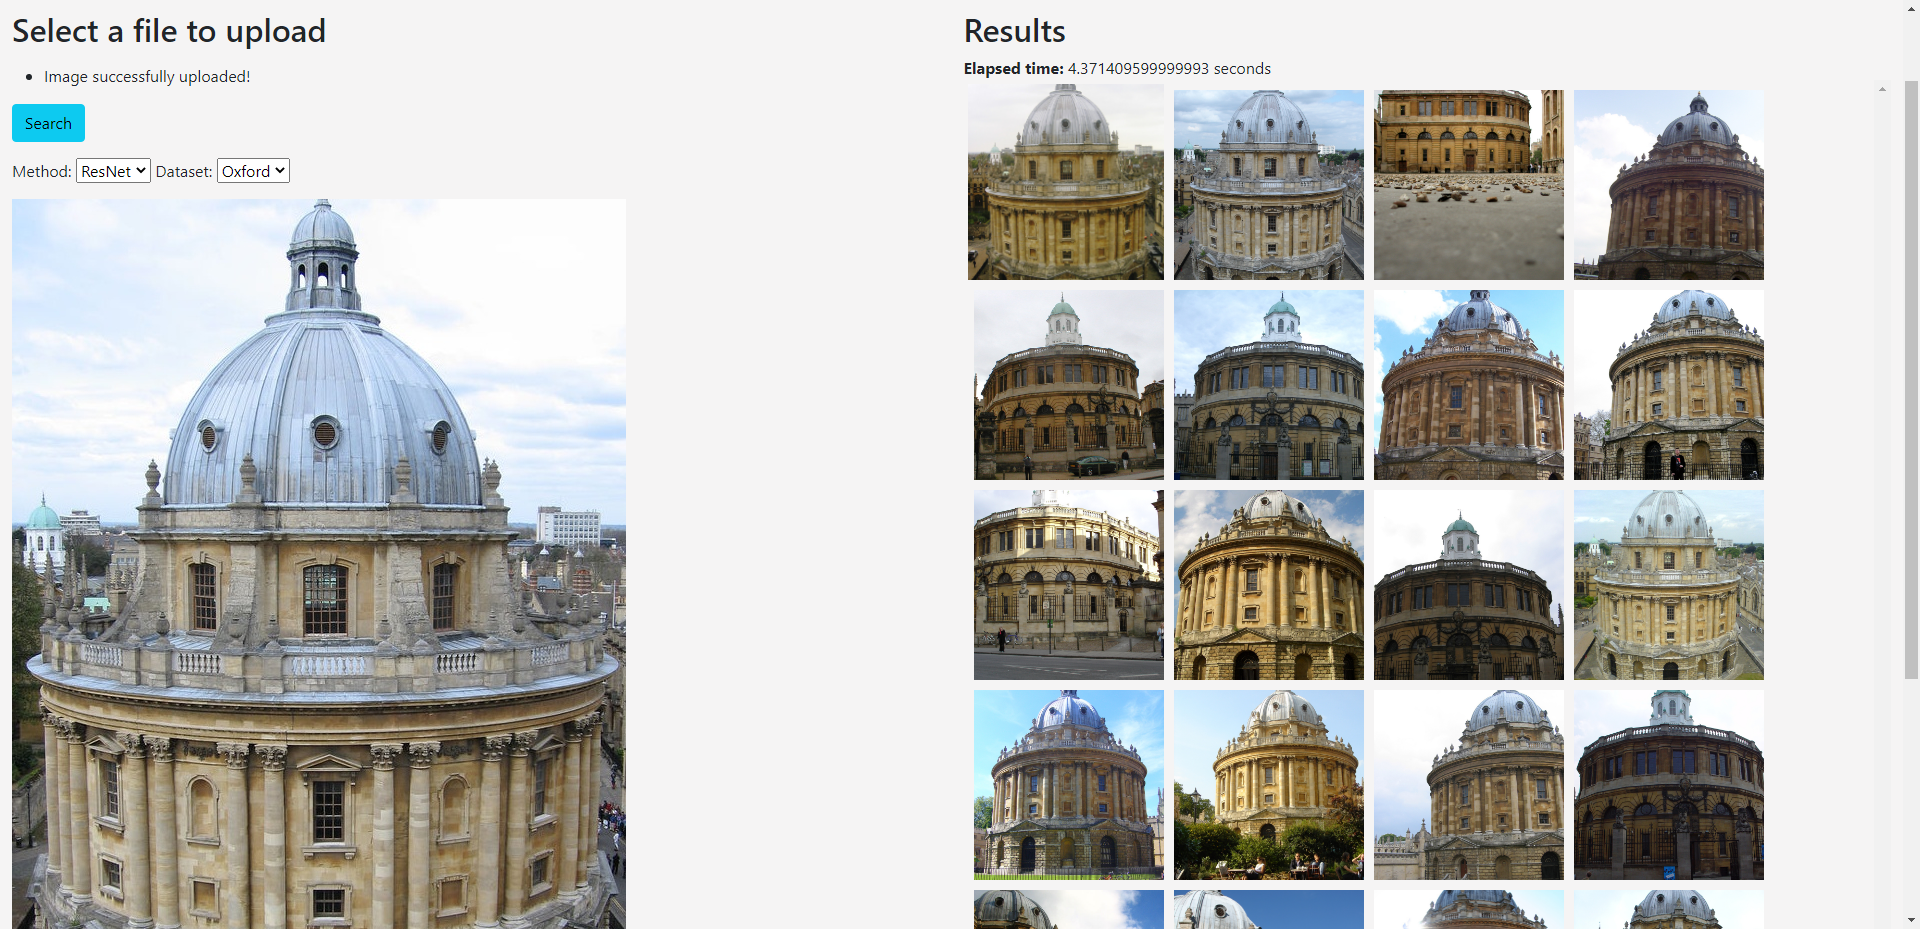 Select a file to upload
Image successfully uploaded!
Search
Method: ResNet Dataset: Oxford
Results
Elapsed time: 4.371409599999993 seconds